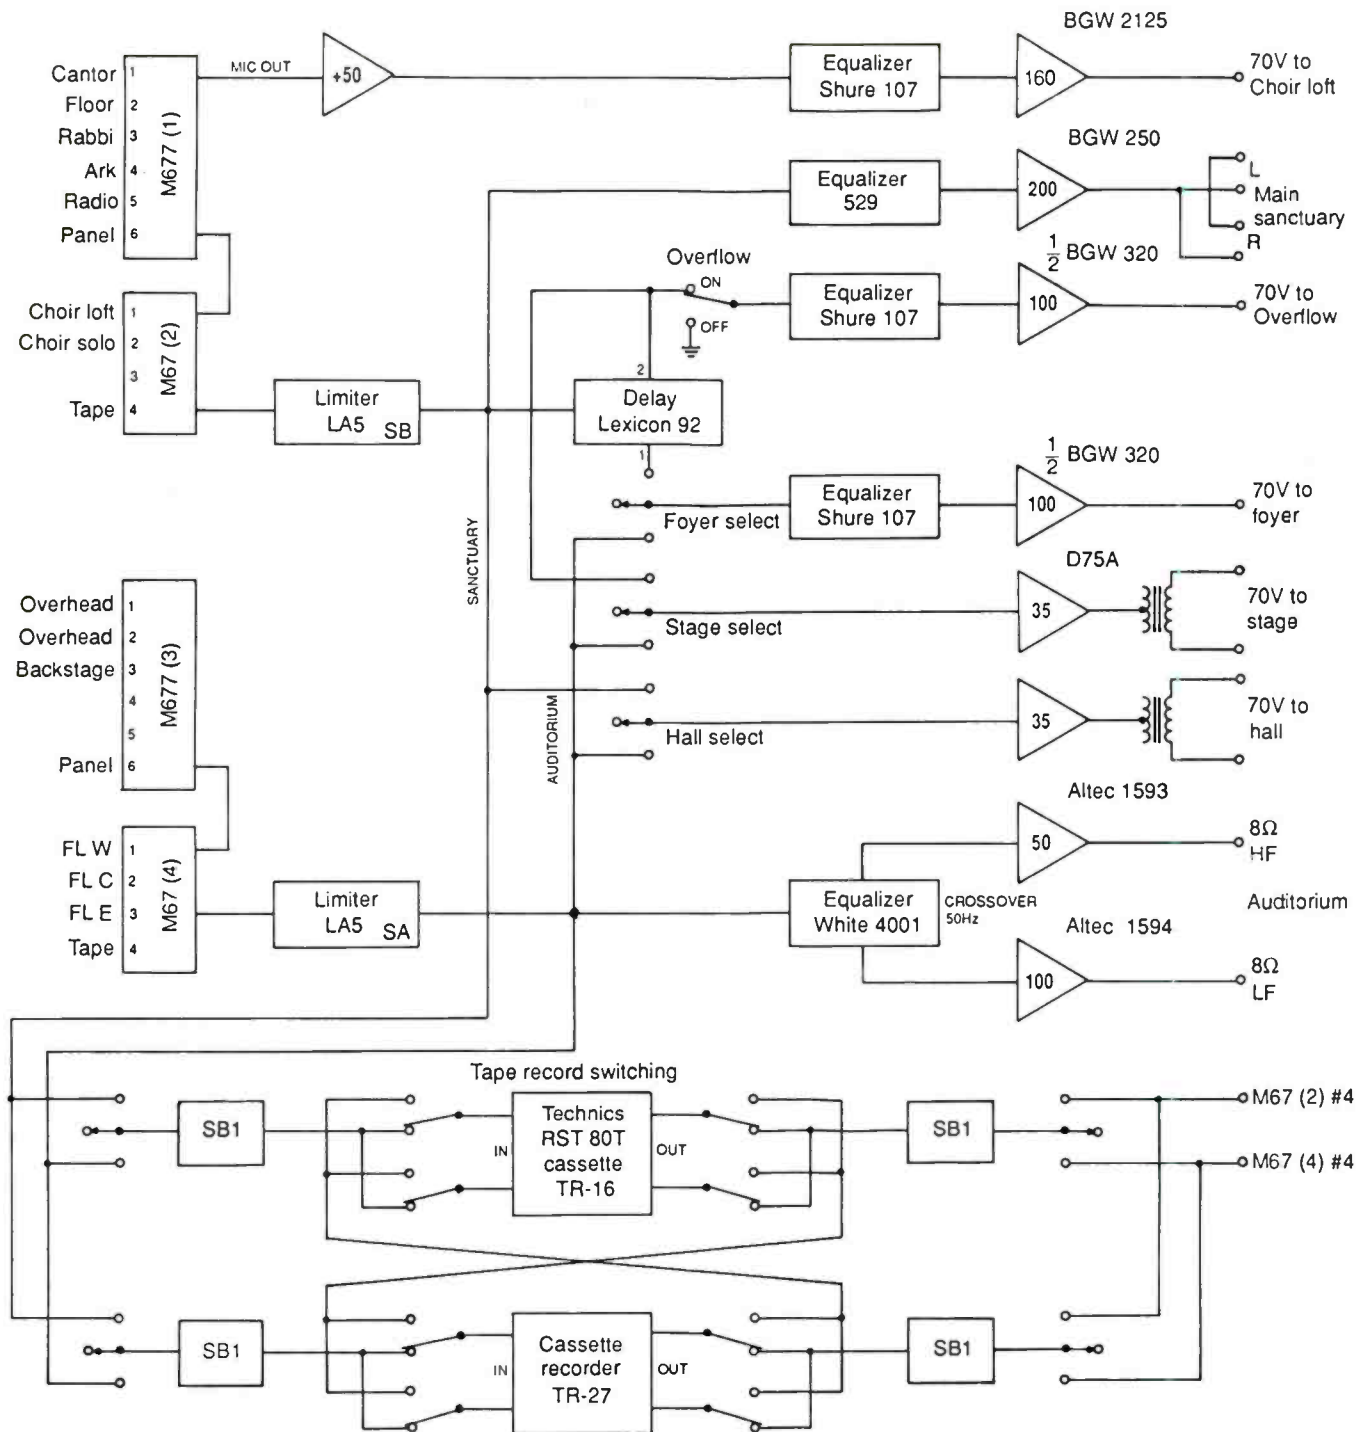 BGW 2125
Cantor 1
MIC OUT
+50
Equalizer
Shure 107
160
70V to
Choir loft
Floor 2
Rabbi 3
Ark 4
Radio 5
Panel 6
M677 (1)
BGW 250
Equalizer
529
200
L
Main
sanctuary
R
1/2 BGW 320
Overflow
ON
OFF
Equalizer
Shure 107
100
70V to
Overflow
Choir loft 1
Choir solo 2
3
Tape 4
M67 (2)
Limiter
LA5 SB
2
Delay
Lexicon 92
1
1/2 BGW 320
Foyer select
Equalizer
Shure 107
100
70V to
foyer
SANCTUARY
D75A
Overhead 1
Overhead 2
Backstage 3
4
5
Panel 6
M677 (3)
Stage select
35
70V to
stage
AUDITORIUM
Hall select
35
70V to
hall
Altec 1593
50
8Ω
HF
FL W 1
FL C 2
FL E 3
Tape 4
M67 (4)
Limiter
LA5 SA
Equalizer
White 4001
CROSSOVER
50Hz
Auditorium
Altec 1594
100
8Ω
LF
Tape record switching
SB1
IN
Technics
RST 80T
cassette
TR-16
OUT
SB1
M67 (2) #4
M67 (4) #4
SB1
IN
Cassette
recorder
TR-27
OUT
SB1